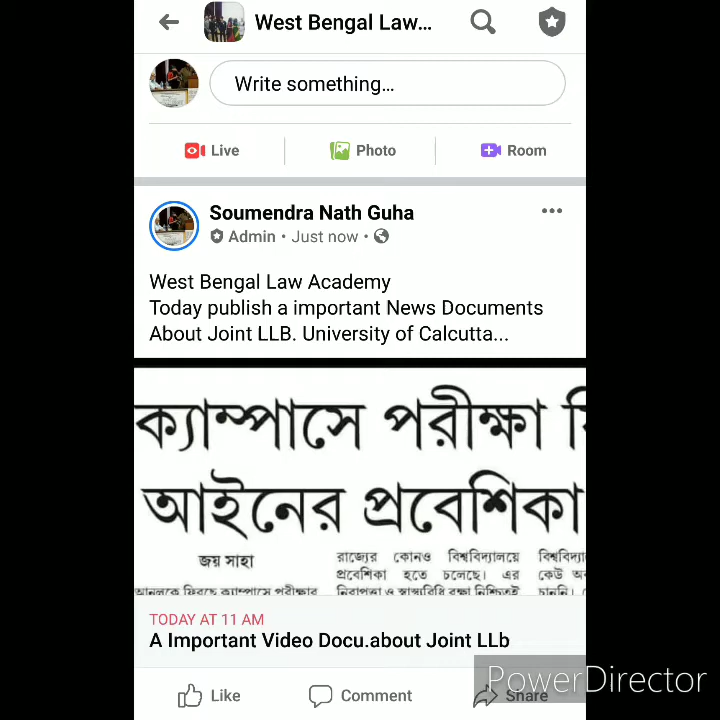 West Bengal Law...
Write something...
Live Photo Room
Soumendra Nath Guha
Admin • Just now •
West Bengal Law Academy
Today publish a important News Documents
About Joint LLB. University of Calcutta...
ক্যাম্পাসে পরীক্ষা
আইনের প্রবেশিকা
জয় সাহা
রাজ্যের কোনও বিশ্ববিদ্যালয়ে
প্রবেশিকা হতে চলেছে। এর
TODAY AT 11 AM
A Important Video Docu.about Joint LLb
Like Comment Share
PowerDirector